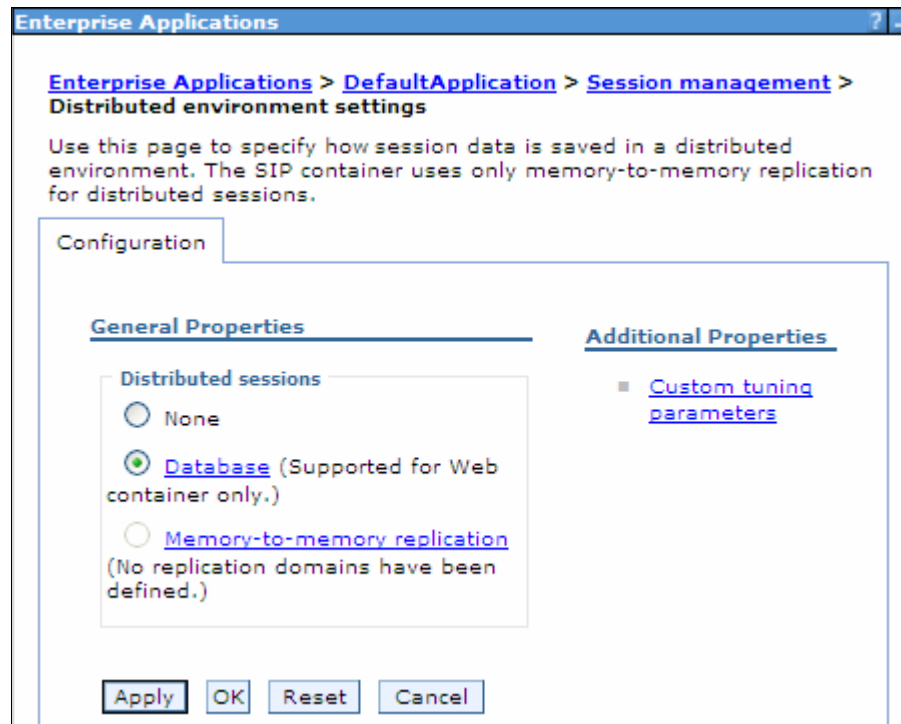 Enterprise Applications ? -
Enterprise Applications > DefaultApplication > Session management >
Distributed environment settings
Use this page to specify how session data is saved in a distributed
environment. The SIP container uses only memory-to-memory replication
for distributed sessions.
Configuration
General Properties
Distributed sessions
None
Database (Supported for Web
container only.)
Memory-to-memory replication
(No replication domains have been
defined.)
Additional Properties
Custom tuning
parameters
Apply OK Reset Cancel